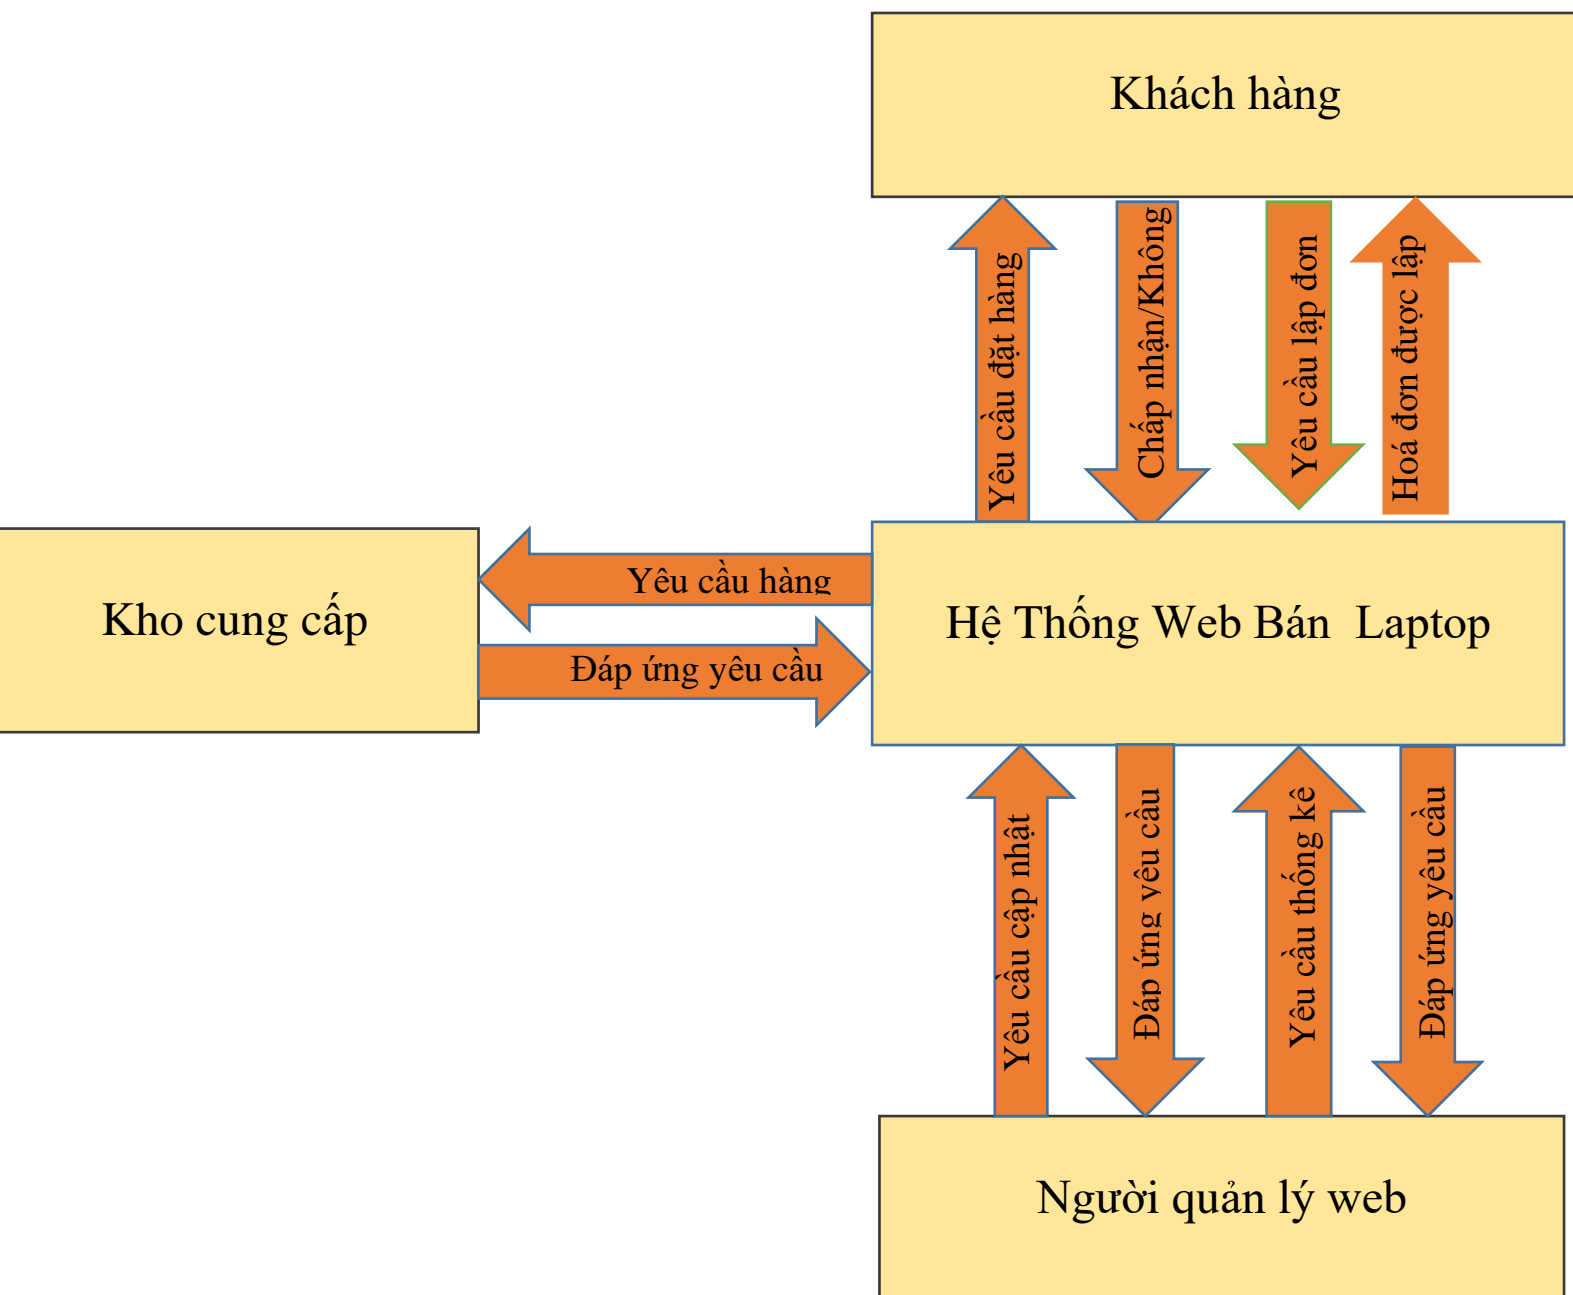 Khách hàng
Yêu cầu đặt hàng
Chấp nhận/Không
Yêu cầu lập đơn
Hoá đơn được lập
Kho cung cấp
Yêu cầu hàng
Đáp ứng yêu cầu
Hệ Thống Web Bán Laptop
Yêu cầu cập nhật
Đáp ứng yêu cầu
Yêu cầu thống kê
Đáp ứng yêu cầu
Người quản lý web